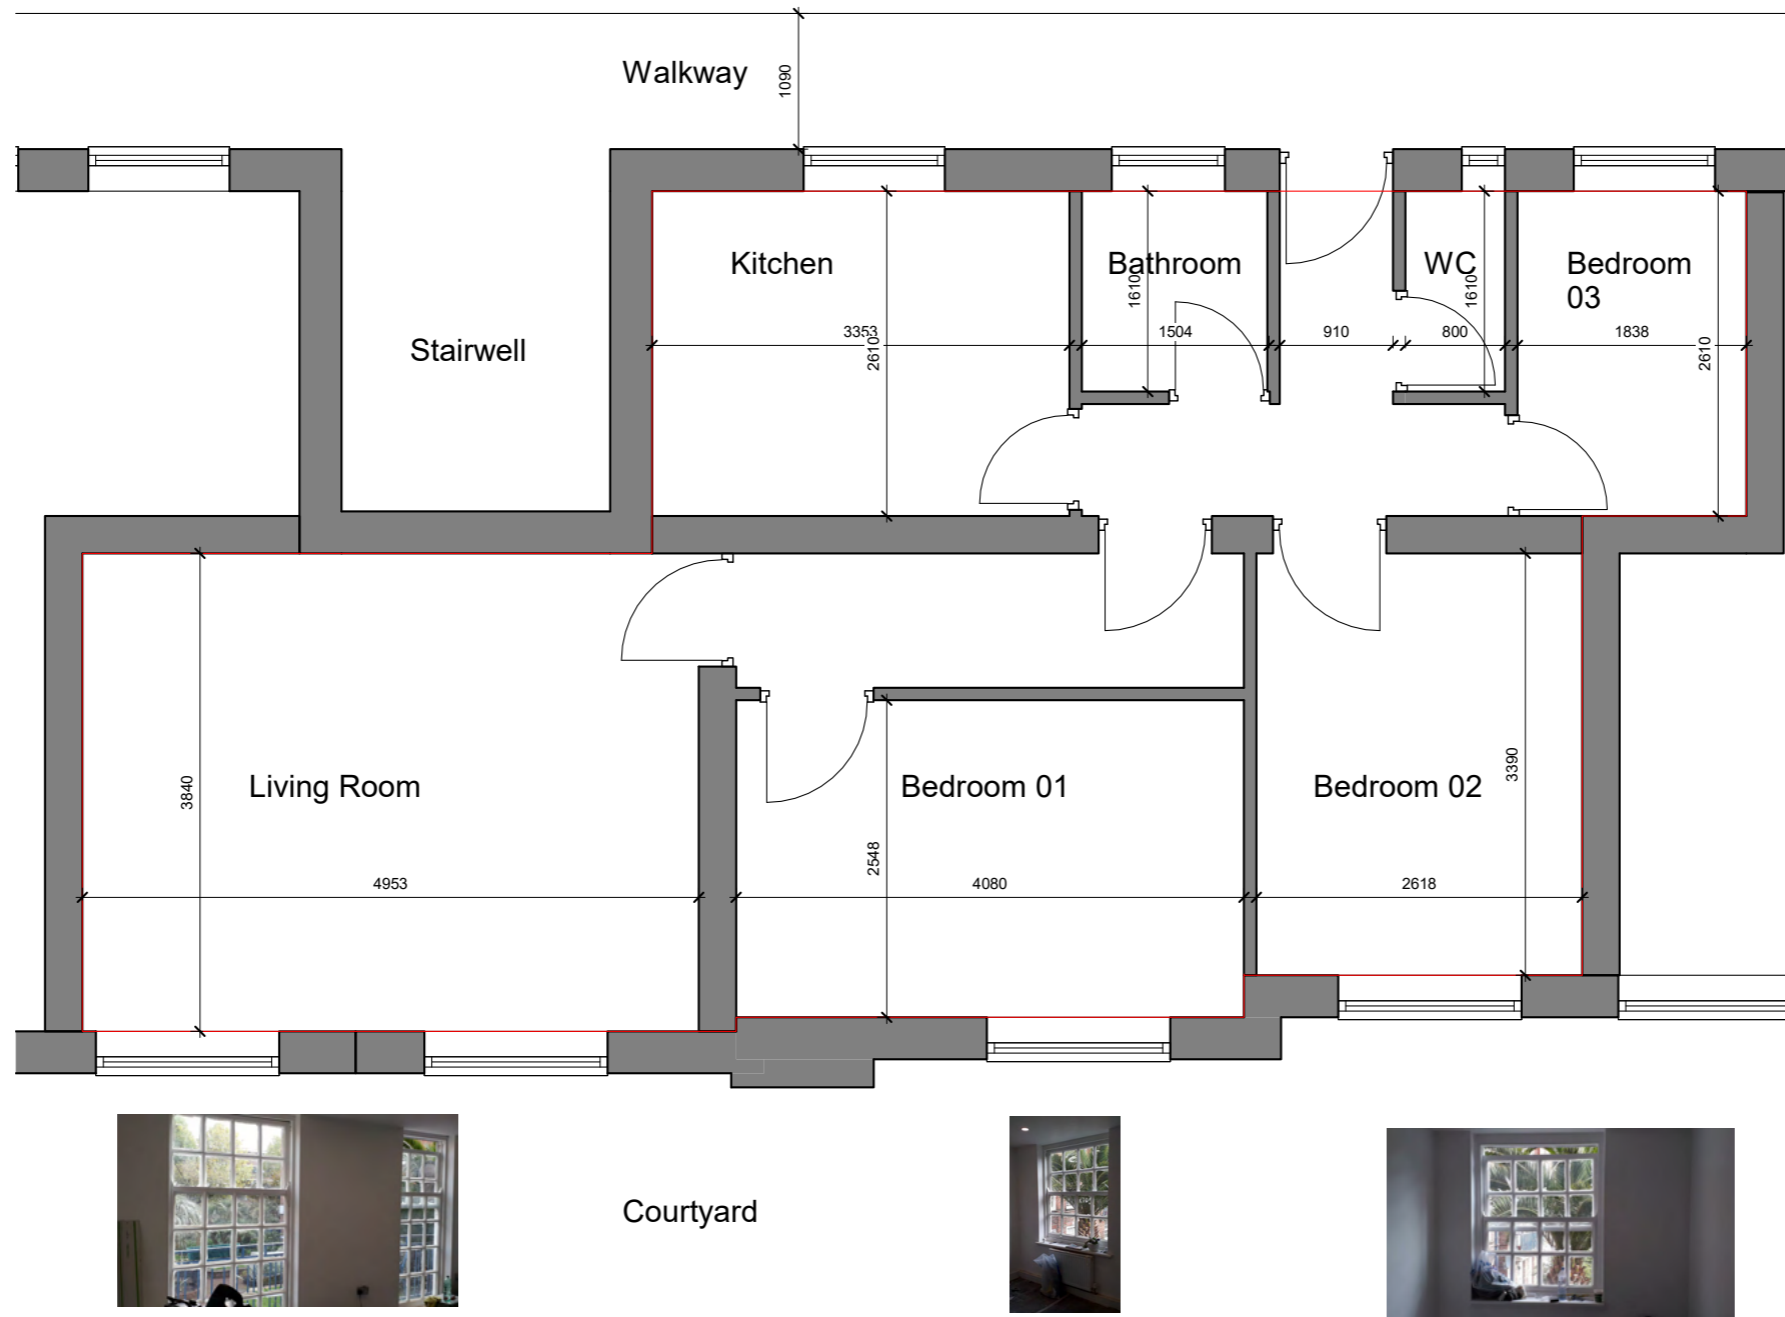 Walkway
1090
Kitchen
Bathroom
WC
Bedroom
03
1610
1610
Stairwell
3353
1504
910
800
1838
2610
2610
Living Room
Bedroom 01
Bedroom 02
3840
3390
2548
4953
4080
2618
Courtyard